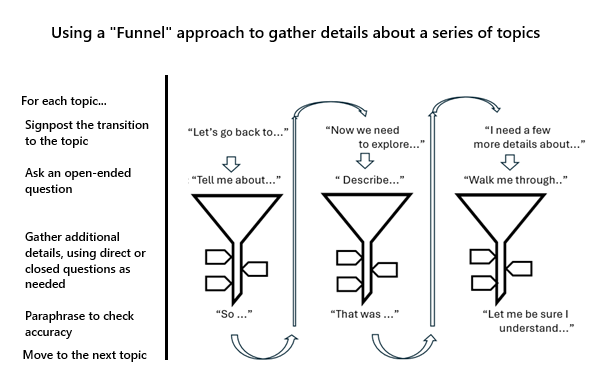 Using a "Funnel" approach to gather details about a series of topics
For each topic...
Signpost the transition
to the topic
Ask an open-ended
question
Gather additional
details, using direct or
closed questions as
needed
Paraphrase to check
accuracy
Move to the next topic
“Let’s go back to…”
“Tell me about…”
“So …”
“Now we need
to explore…”
“ Describe…”
“That was …”
“I need a few
more details about…”
“Walk me through..”
“Let me be sure I
understand…”